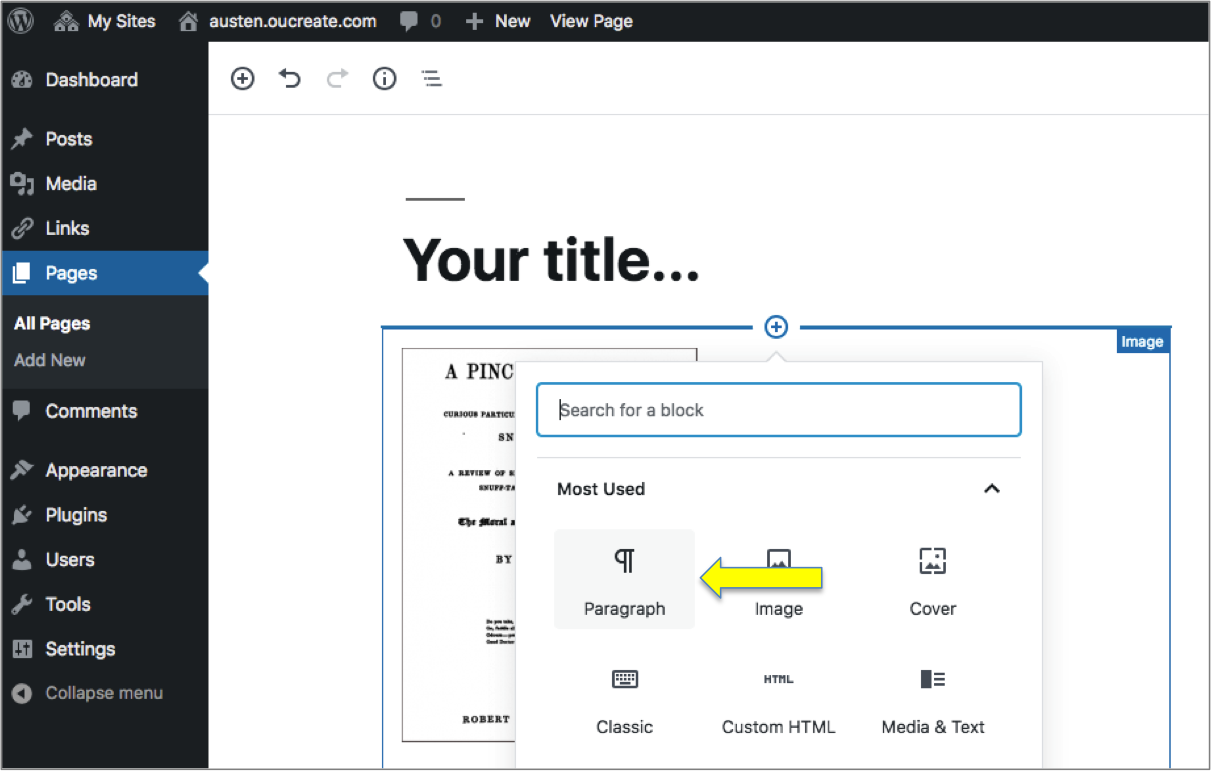 My Sites austen.oucreate.com 0 New View Page
Dashboard
Posts
Media
Links
Pages
All Pages
Add New
Comments
Appearance
Plugins
Users
Tools
Settings
Collapse menu
Your title...
Image
A PINC
CURIOUS PARTICU
SN
A REVIEW OF S
SNUFF-TA
The Moral a
BY
ROBERT
Search for a block
Most Used
Paragraph
Image
Cover
HTML
Classic
Custom HTML
Media & Text